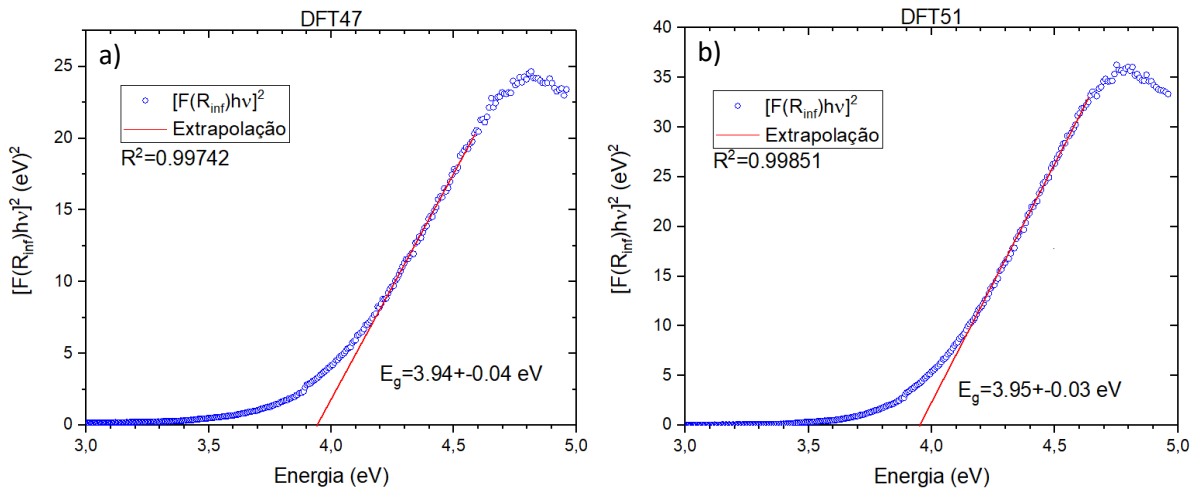 DFT47
a)
[F(R_inf)hν]^2
Extrapolação
R^2=0.99742
E_g=3.94+-0.04 eV
[F(R_inf)hν]^2 (eV)^2
25
20
15
10
5
0
3,0 3,5 4,0 4,5 5,0
Energia (eV)
DFT51
b)
[F(R_inf)hν]^2
Extrapolação
R^2=0.99851
E_g=3.95+-0.03 eV
[F(R_inf)hν]^2 (eV)^2
40
35
30
25
20
15
10
5
0
3,0 3,5 4,0 4,5 5,0
Energia (eV)